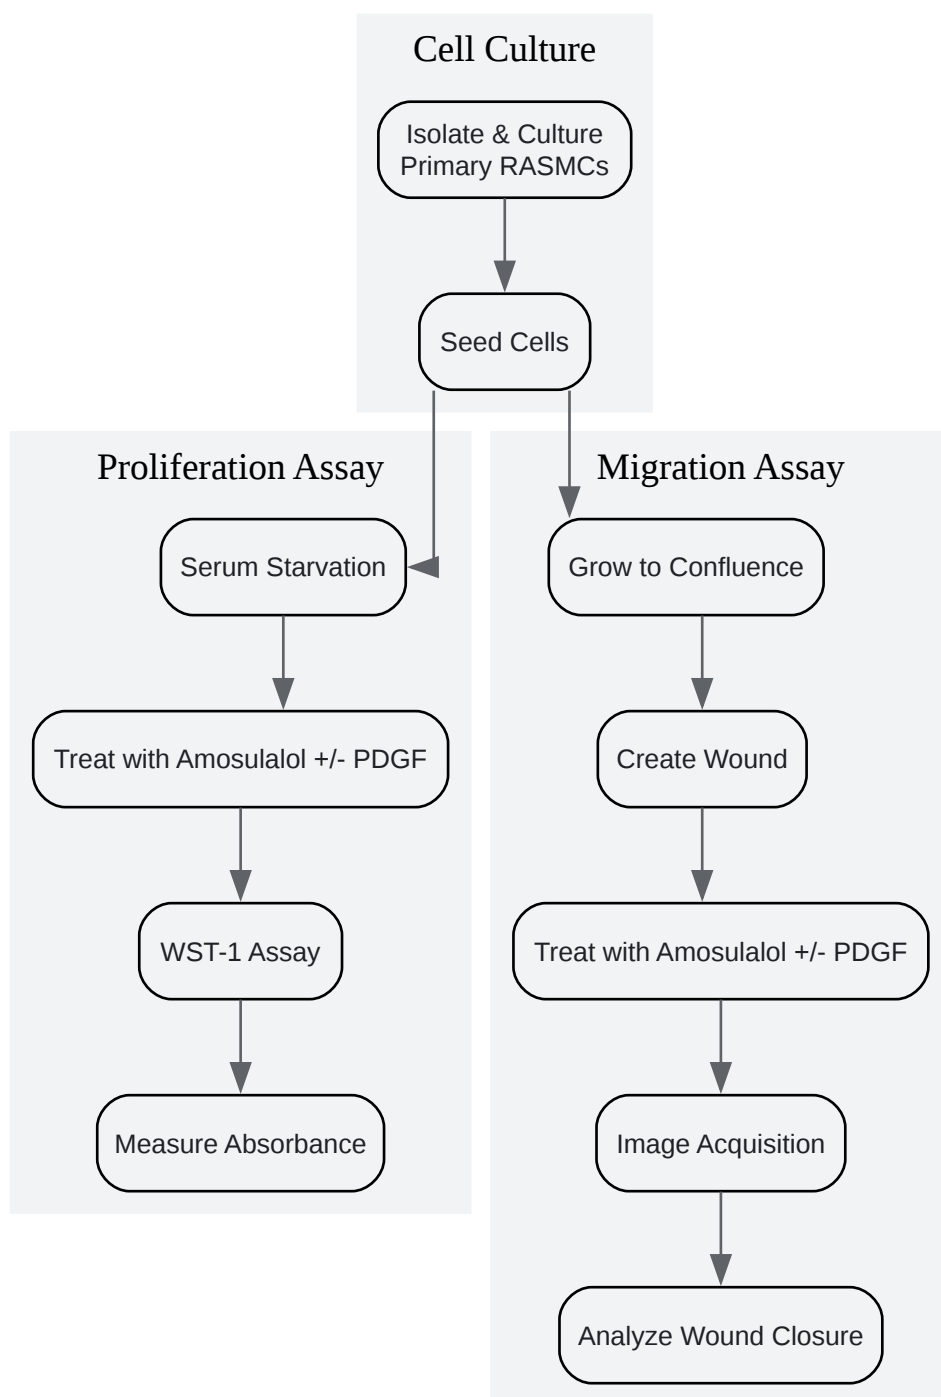 Cell Culture
Isolate & Culture
Primary RASMCs
Seed Cells
Proliferation Assay
Serum Starvation
Treat with Amosulalol +/- PDGF
WST-1 Assay
Measure Absorbance
Migration Assay
Grow to Confluence
Create Wound
Treat with Amosulalol +/- PDGF
Image Acquisition
Analyze Wound Closure